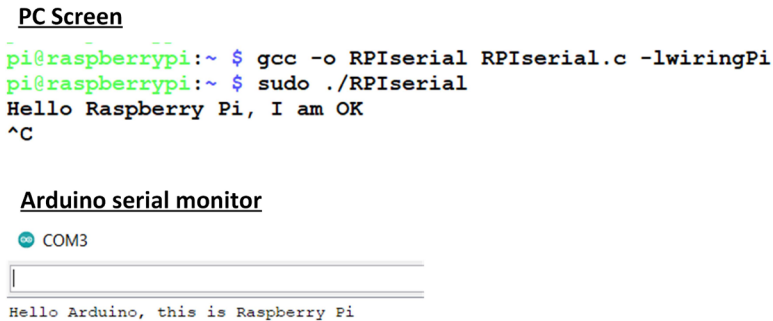 PC Screen
pi@raspberrypi:~ $ gcc -o RPIserial RPIserial.c -lwiringPi
pi@raspberrypi:~ $ sudo ./RPIserial
Hello Raspberry Pi, I am OK
^C
Arduino serial monitor
COM3
Hello Arduino, this is Raspberry Pi